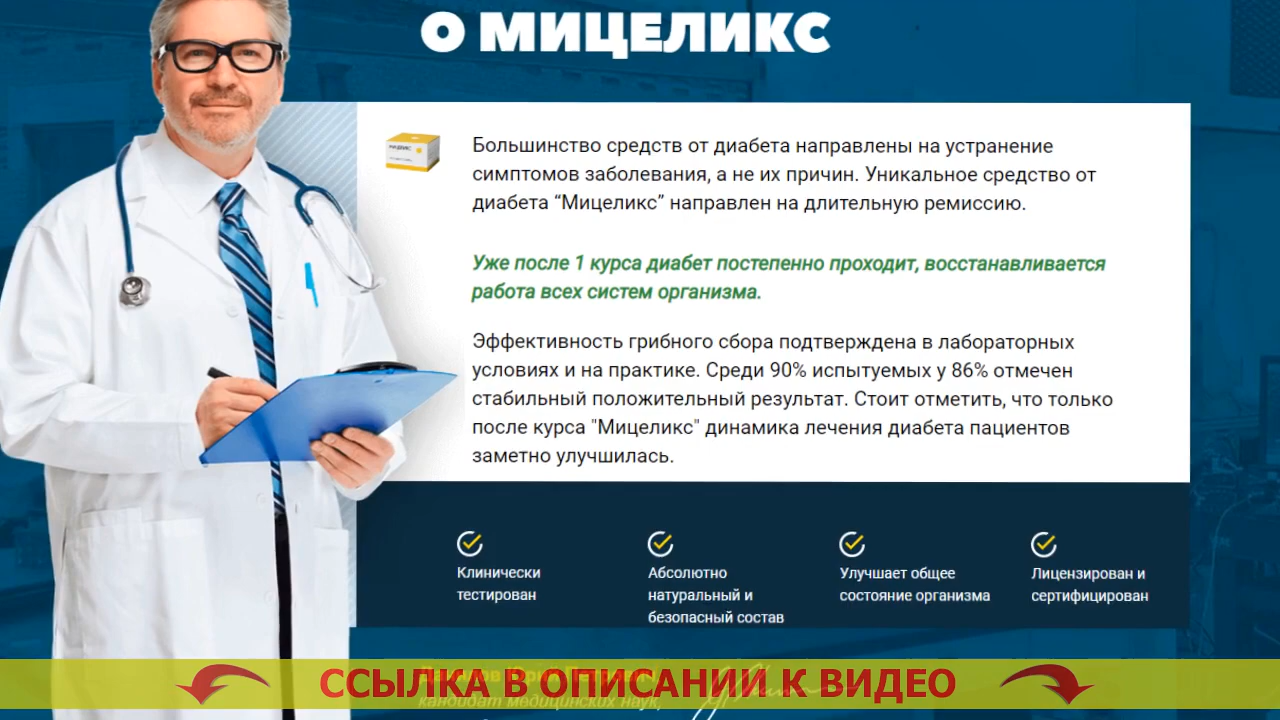 О МИЦЕЛИКС
Большинство средств от диабета направлены на устранение
симптомов заболевания, а не их причин. Уникальное средство от
диабета “Мицеликс” направлен на длительную ремиссию.
Уже после 1 курса диабет постепенно проходит, восстанавливается
работа всех систем организма.
Эффективность грибного сбора подтверждена в лабораторных
условиях и на практике. Среди 90% испытуемых у 86% отмечен
стабильный положительный результат. Стоит отметить, что только
после курса "Мицеликс" динамика лечения диабета пациентов
заметно улучшилась.
Клинически
тестирован
Абсолютно
натуральный и
безопасный состав
Улучшает общее
состояние организма
Лицензирован и
сертифицирован
ССЫЛКА В ОПИСАНИИ К ВИДЕО
кандидат медицинских наук,